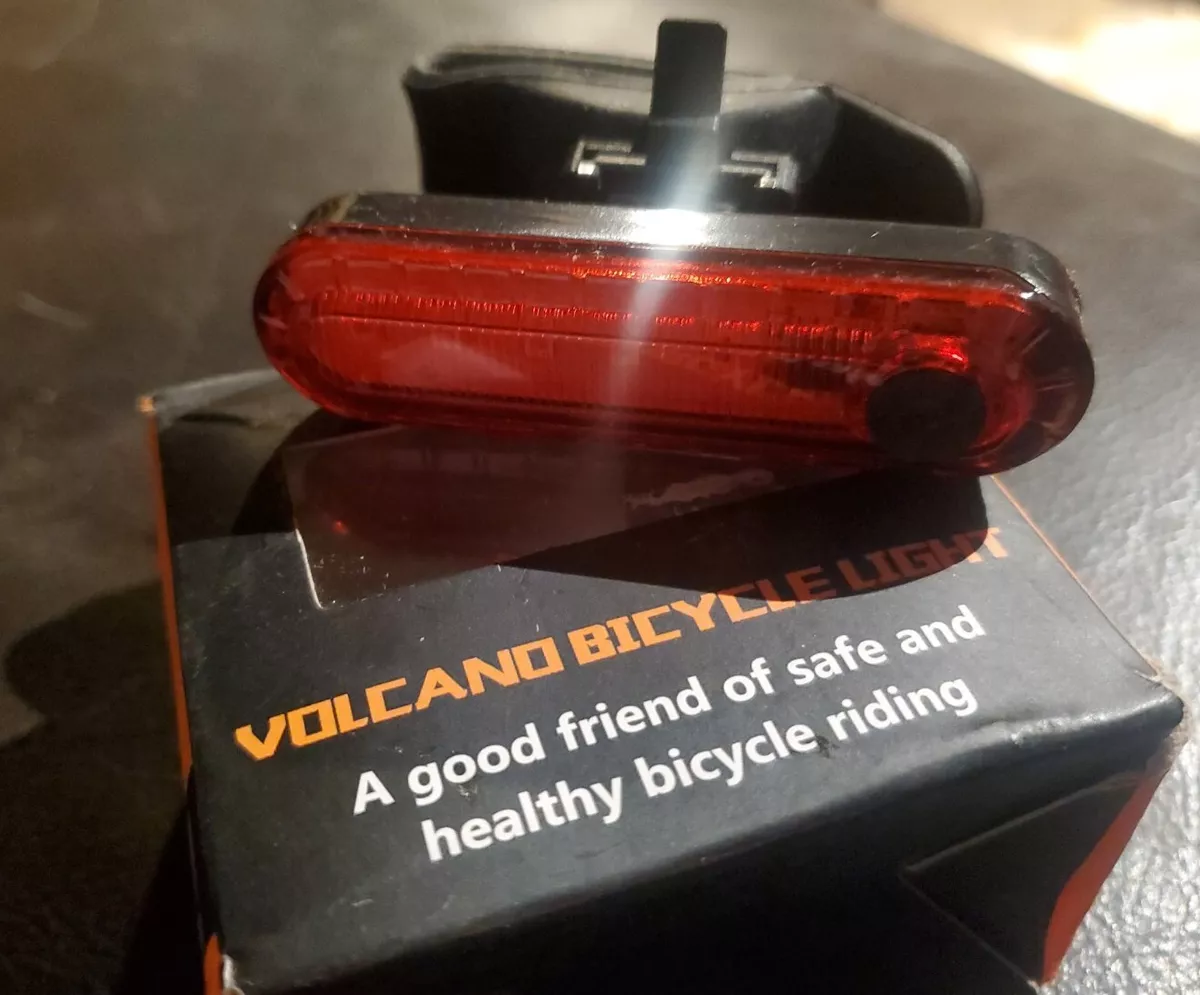 VOLCANO BICYCLE LIGHT
A good friend of safe and
healthy bicycle riding